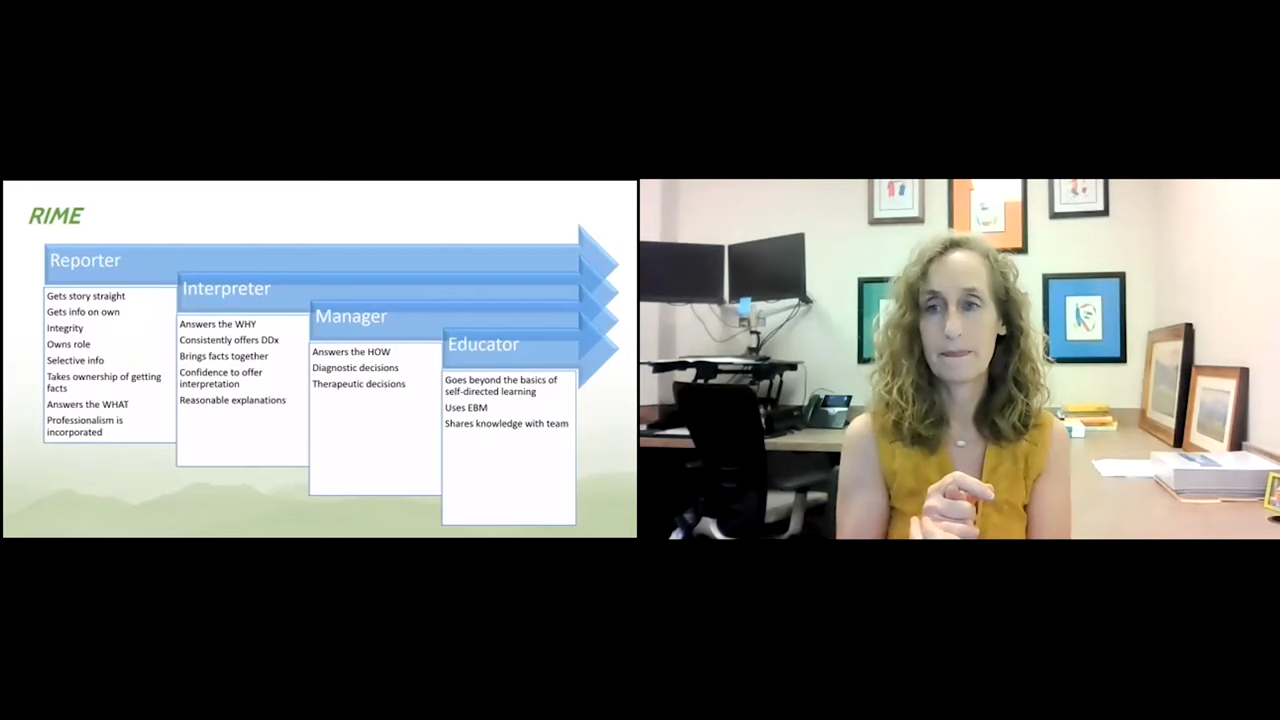 RIME
Reporter
Gets story straight
Gets info on own
Integrity
Owns role
Selective info
Takes ownership of getting
facts
Answers the WHAT
Professionalism is
incorporated
Interpreter
Answers the WHY
Consistently offers DDx
Brings facts together
Confidence to offer
interpretation
Reasonable explanations
Manager
Answers the HOW
Diagnostic decisions
Therapeutic decisions
Educator
Goes beyond the basics of
self-directed learning
Uses EBM
Shares knowledge with team